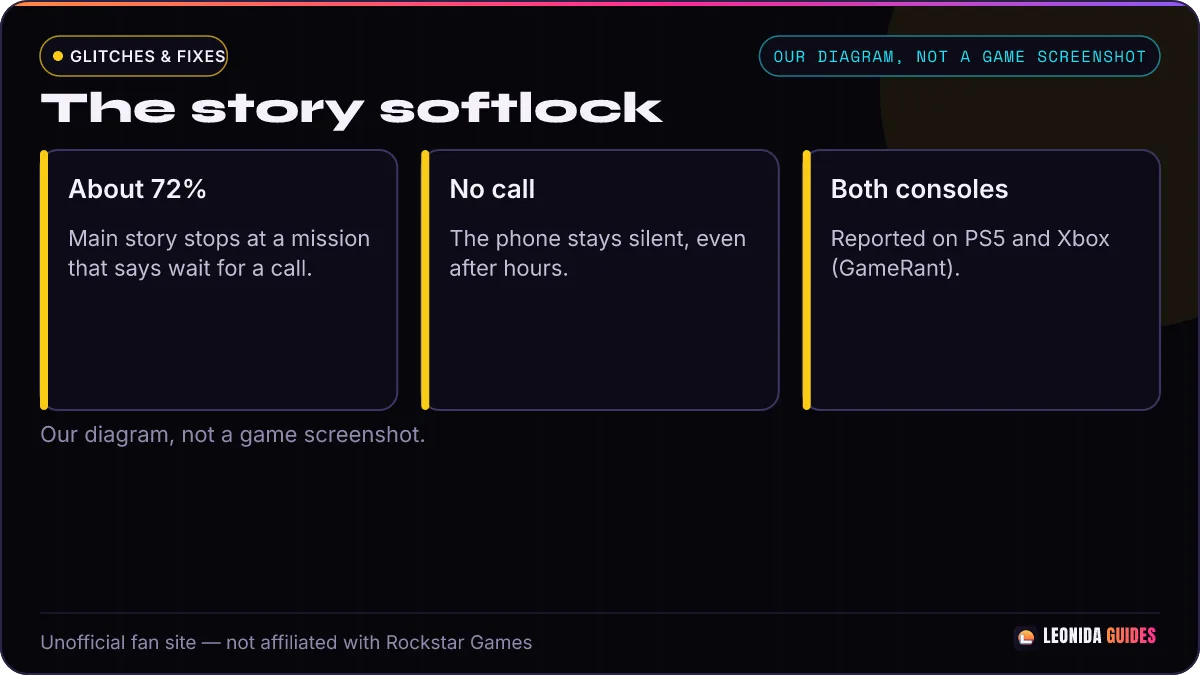 GLITCHES & FIXES
OUR DIAGRAM, NOT A GAME SCREENSHOT
The story softlock
About 72%
Main story stops at a mission
that says wait for a call.
No call
The phone stays silent, even
after hours.
Both consoles
Reported on PS5 and Xbox
(GameRant).
Our diagram, not a game screenshot.
Unofficial fan site — not affiliated with Rockstar Games
LEONIDA GUIDES